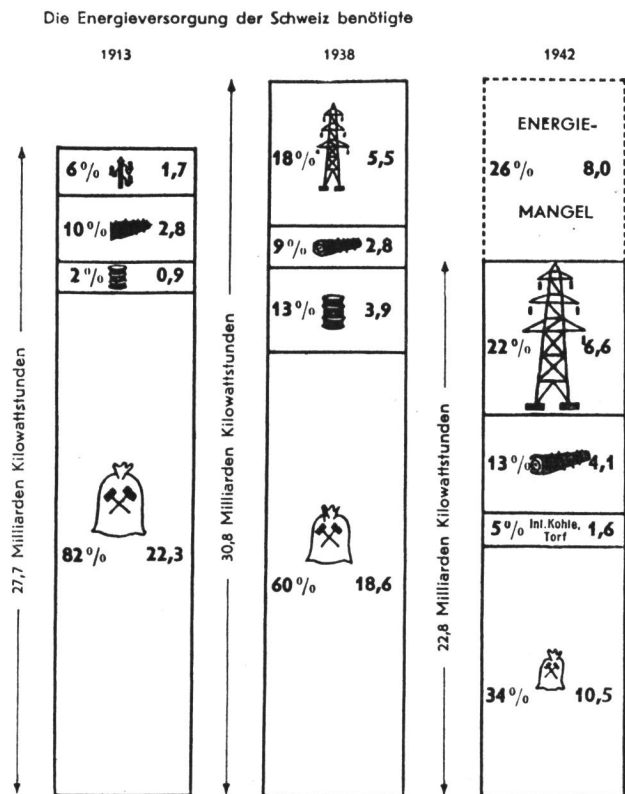 Die Energieversorgung der Schweiz benötigte
1913
27,7 Milliarden Kilowattstunden
6% 1,7
10% 2,8
2% 0,9
82% 22,3
1938
30,8 Milliarden Kilowattstunden
18% 5,5
9% 2,8
13% 3,9
60% 18,6
1942
22,8 Milliarden Kilowattstunden
ENERGIE-
26% 8,0
MANGEL
22% 6,6
13% 4,1
5% Inl. Kohle, 1,6
Torf
34% 10,5